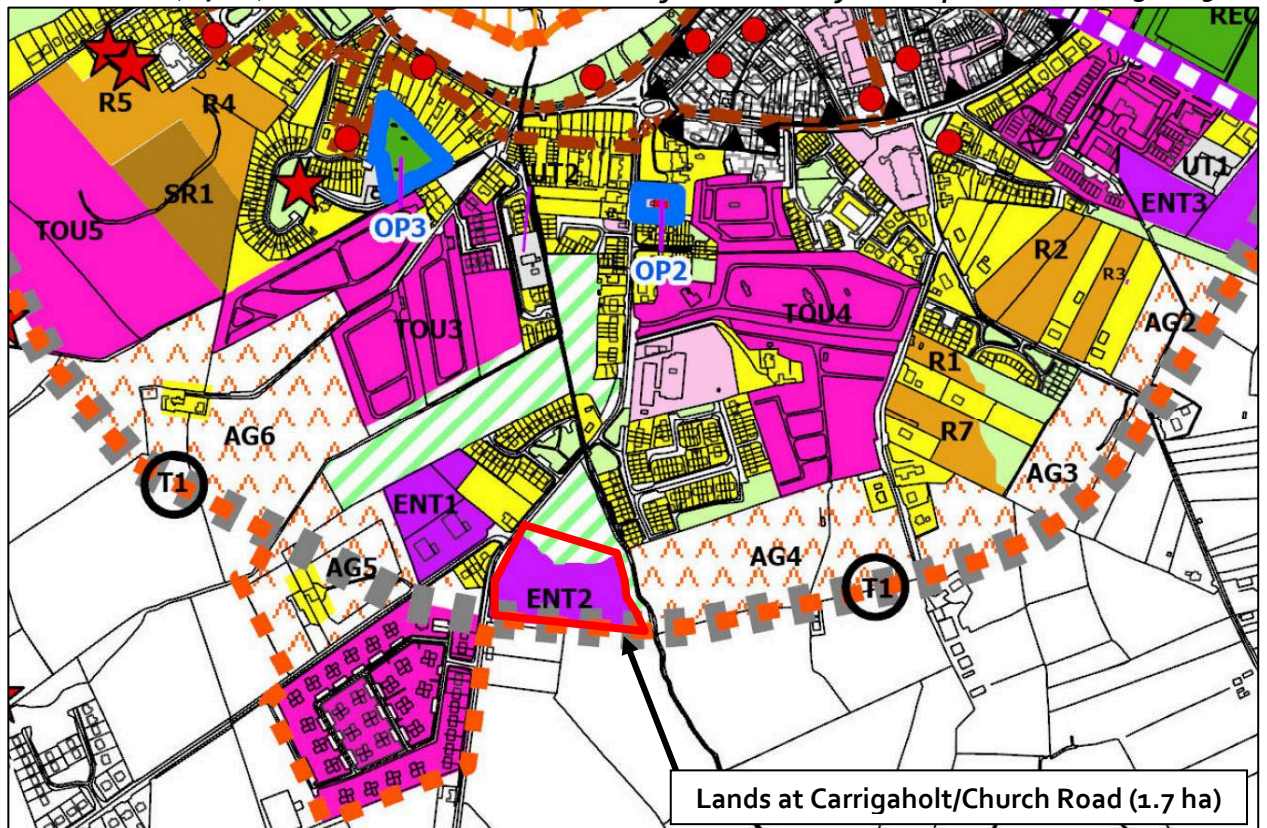 REC
R5
R4
UT2
UT1
SR1
ENT3
TOU5
OP3
R2
OP2
R3
TOU3
TOU4
AG2
R1
AG6
R7
T1
AG3
ENT1
AG4
AG5
T1
ENT2
Lands at Carrigaholt/Church Road (1.7 ha)